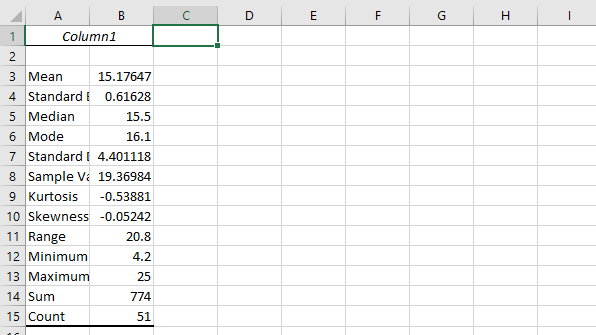 A B C D E F G H I
1 Column1
2
3 Mean 15.17647
4 Standard E 0.61628
5 Median 15.5
6 Mode 16.1
7 Standard D 4.401118
8 Sample Va 19.36984
9 Kurtosis -0.53881
10 Skewness -0.05242
11 Range 20.8
12 Minimum 4.2
13 Maximum 25
14 Sum 774
15 Count 51